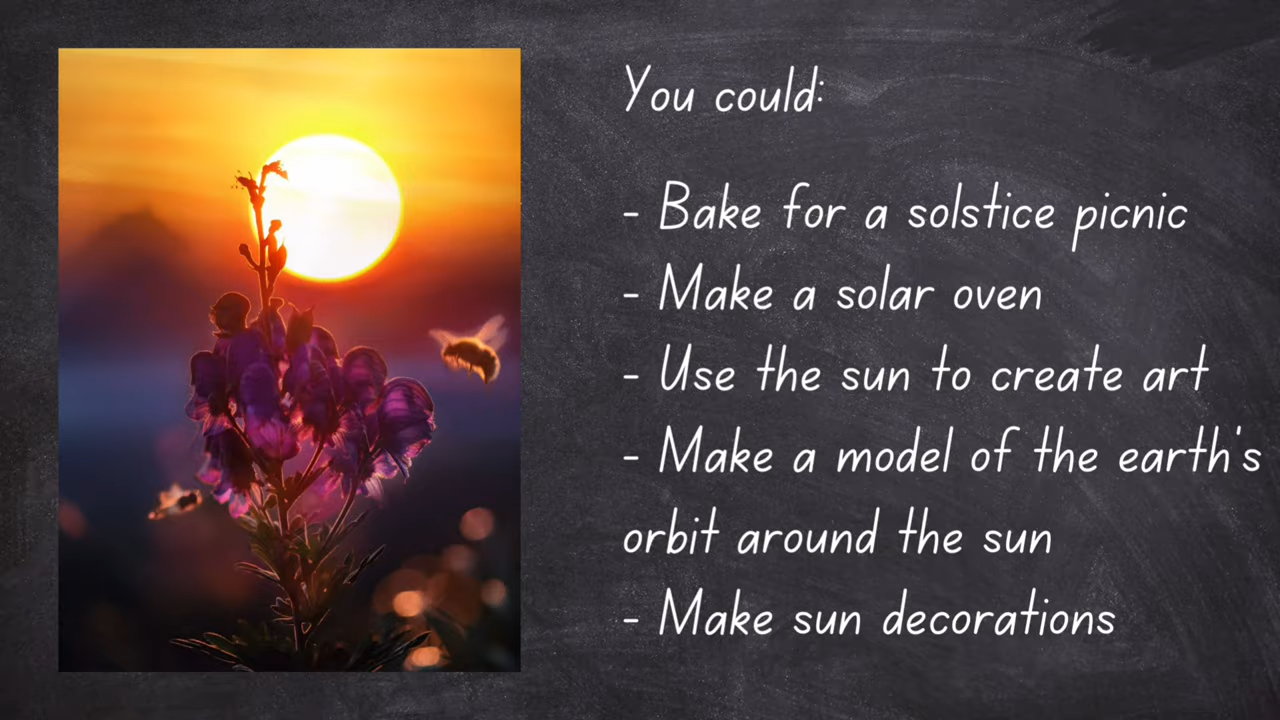 You could:
- Bake for a solstice picnic
- Make a solar oven
- Use the sun to create art
- Make a model of the earth's
orbit around the sun
- Make sun decorations